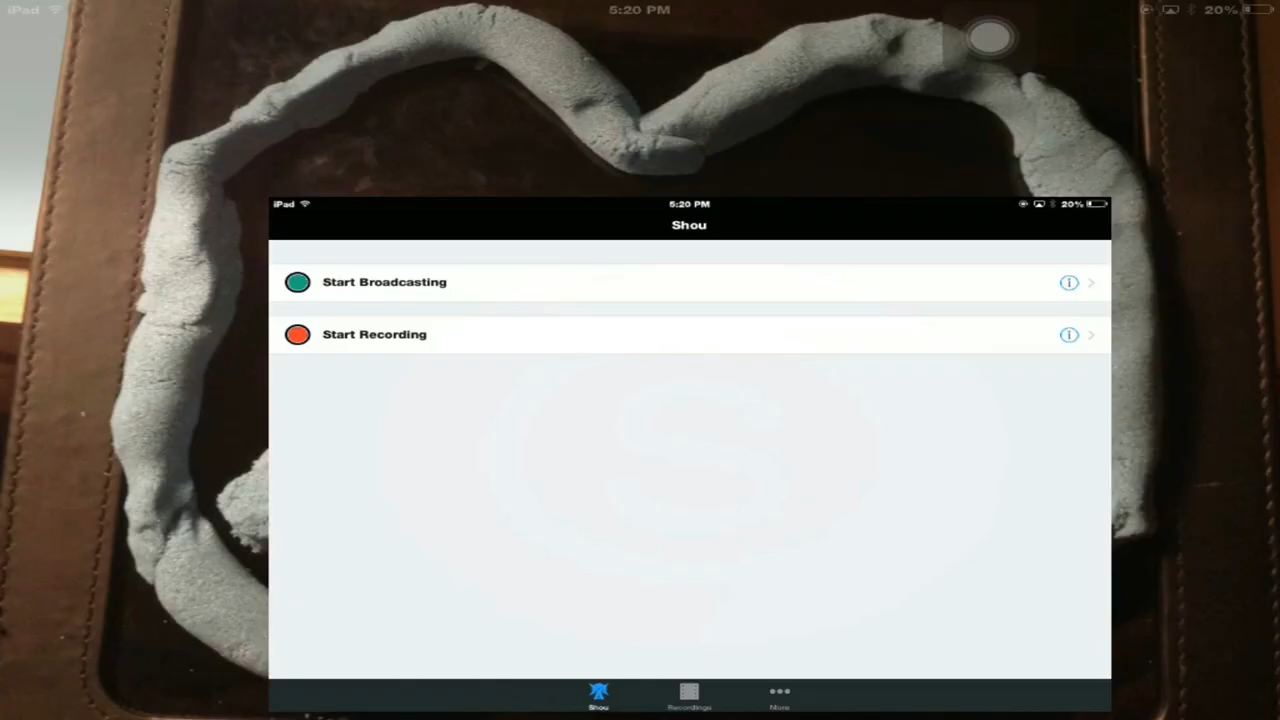 iPad 5:20 PM 20%
iPad 5:20 PM 20%
Shou
Start Broadcasting
Start Recording
Shou Recordings More